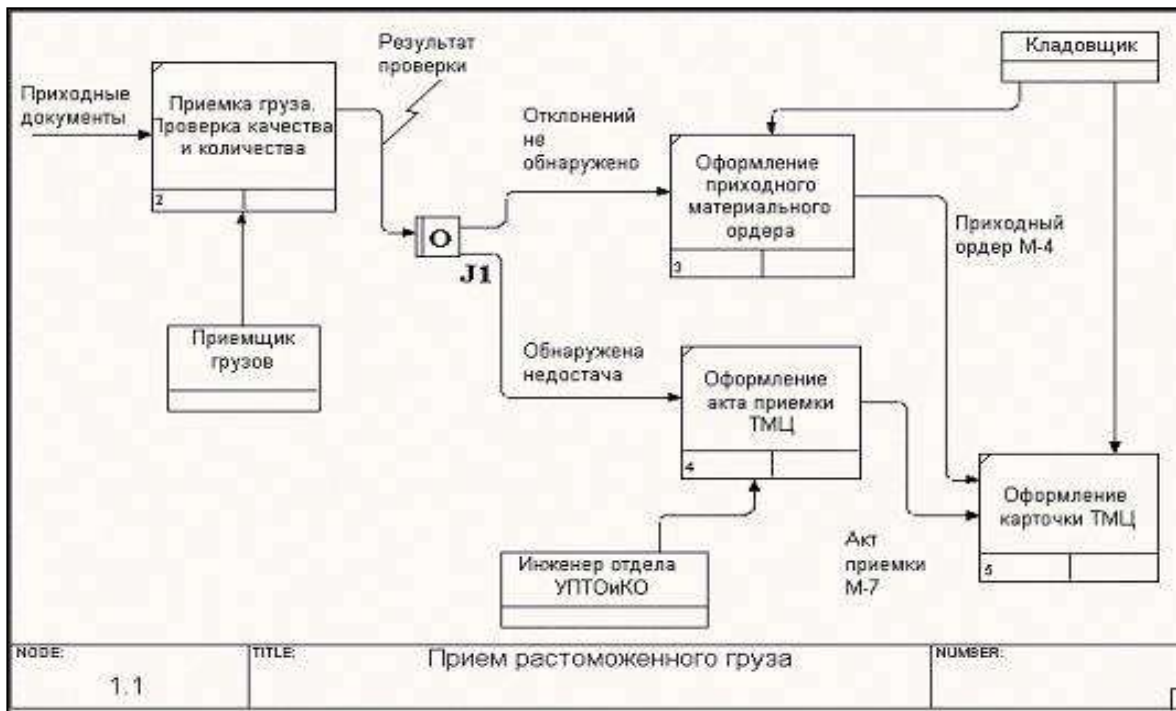 Приходные
документы
Приемка груза.
Проверка качества
и количества
2
Результат
проверки
Приемщик
грузов
O
J1
Отклонений
не
обнаружено
Обнаружена
недостача
Кладовщик
Оформление
приходного
материального
ордера
3
Приходный
ордер М-4
Оформление
акта приемки
ТМЦ
4
Инженер отдела
УПТОиКО
Акт
приемки
М-7
Оформление
карточки ТМЦ
5
NODE:
1.1
TITLE:
Прием растоможенного груза
NUMBER: